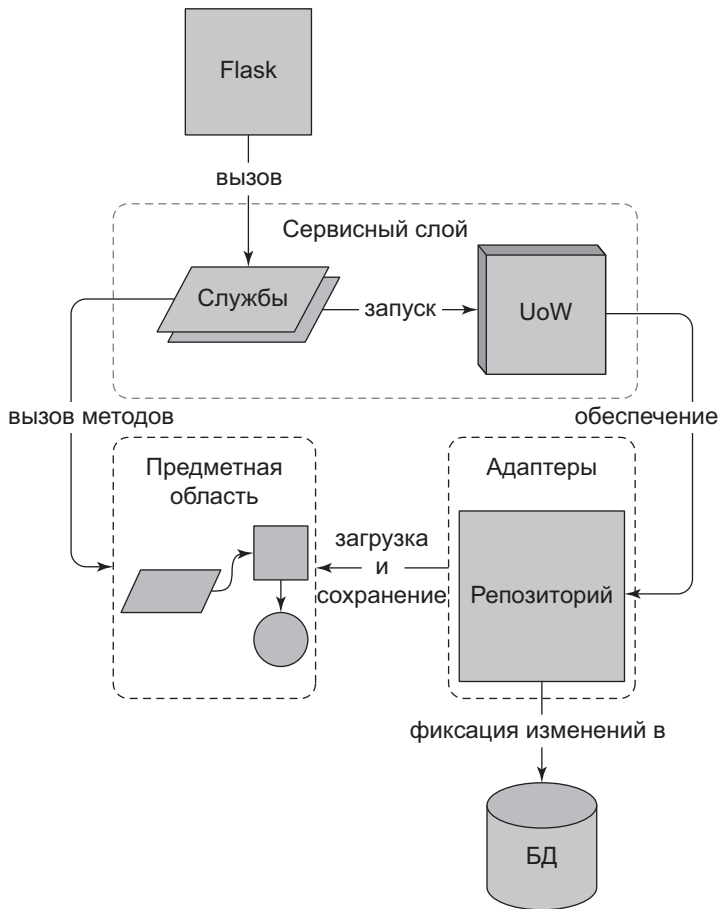 Flask
вызов
Сервисный слой
Службы
запуск
UoW
вызов методов
обеспечение
Предметная
область
Адаптеры
загрузка
и
сохранение
Репозиторий
фиксация изменений в
БД